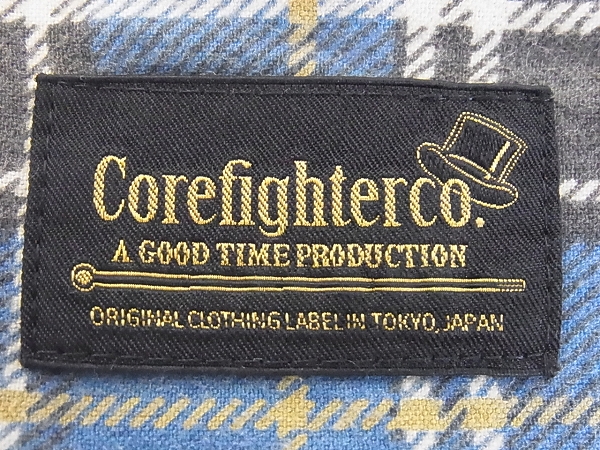 Corefighterco.
A GOOD TIME PRODUCTION
ORIGINAL CLOTHING LABEL IN TOKYO, JAPAN